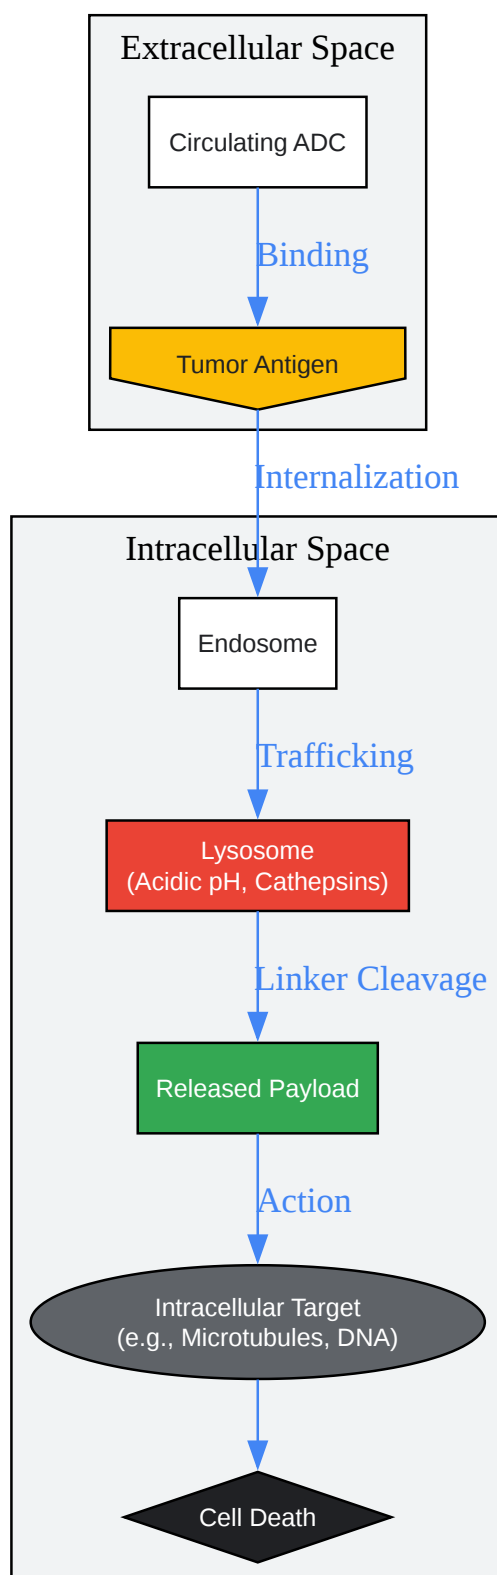 Extracellular Space
Circulating ADC
Binding
Tumor Antigen
Internalization
Intracellular Space
Endosome
Trafficking
Lysosome
(Acidic pH, Cathepsins)
Linker Cleavage
Released Payload
Action
Intracellular Target
(e.g., Microtubules, DNA)
Cell Death